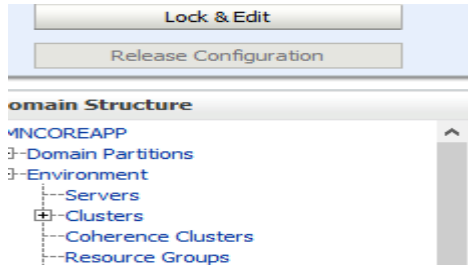 Lock & Edit
Release Configuration
omain Structure
MNCOREAPP
Domain Partitions
Environment
Servers
Clusters
Coherence Clusters
Resource Groups